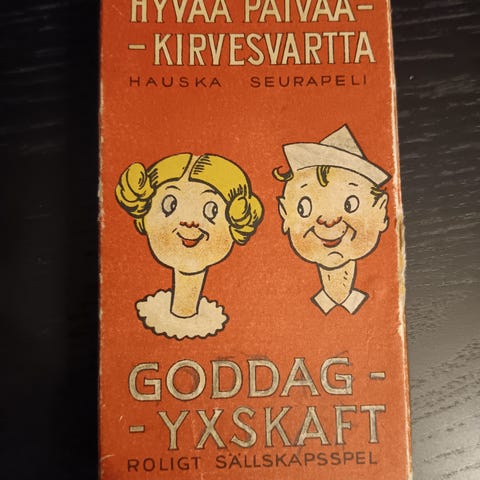 HYVÄÄ PÄIVÄÄ-
-KIRVESVARTTA
HAUSKA SEURAPELI
GODDAG-
-YXSKAFT
ROLIGT SÄLLSKAPSSPEL